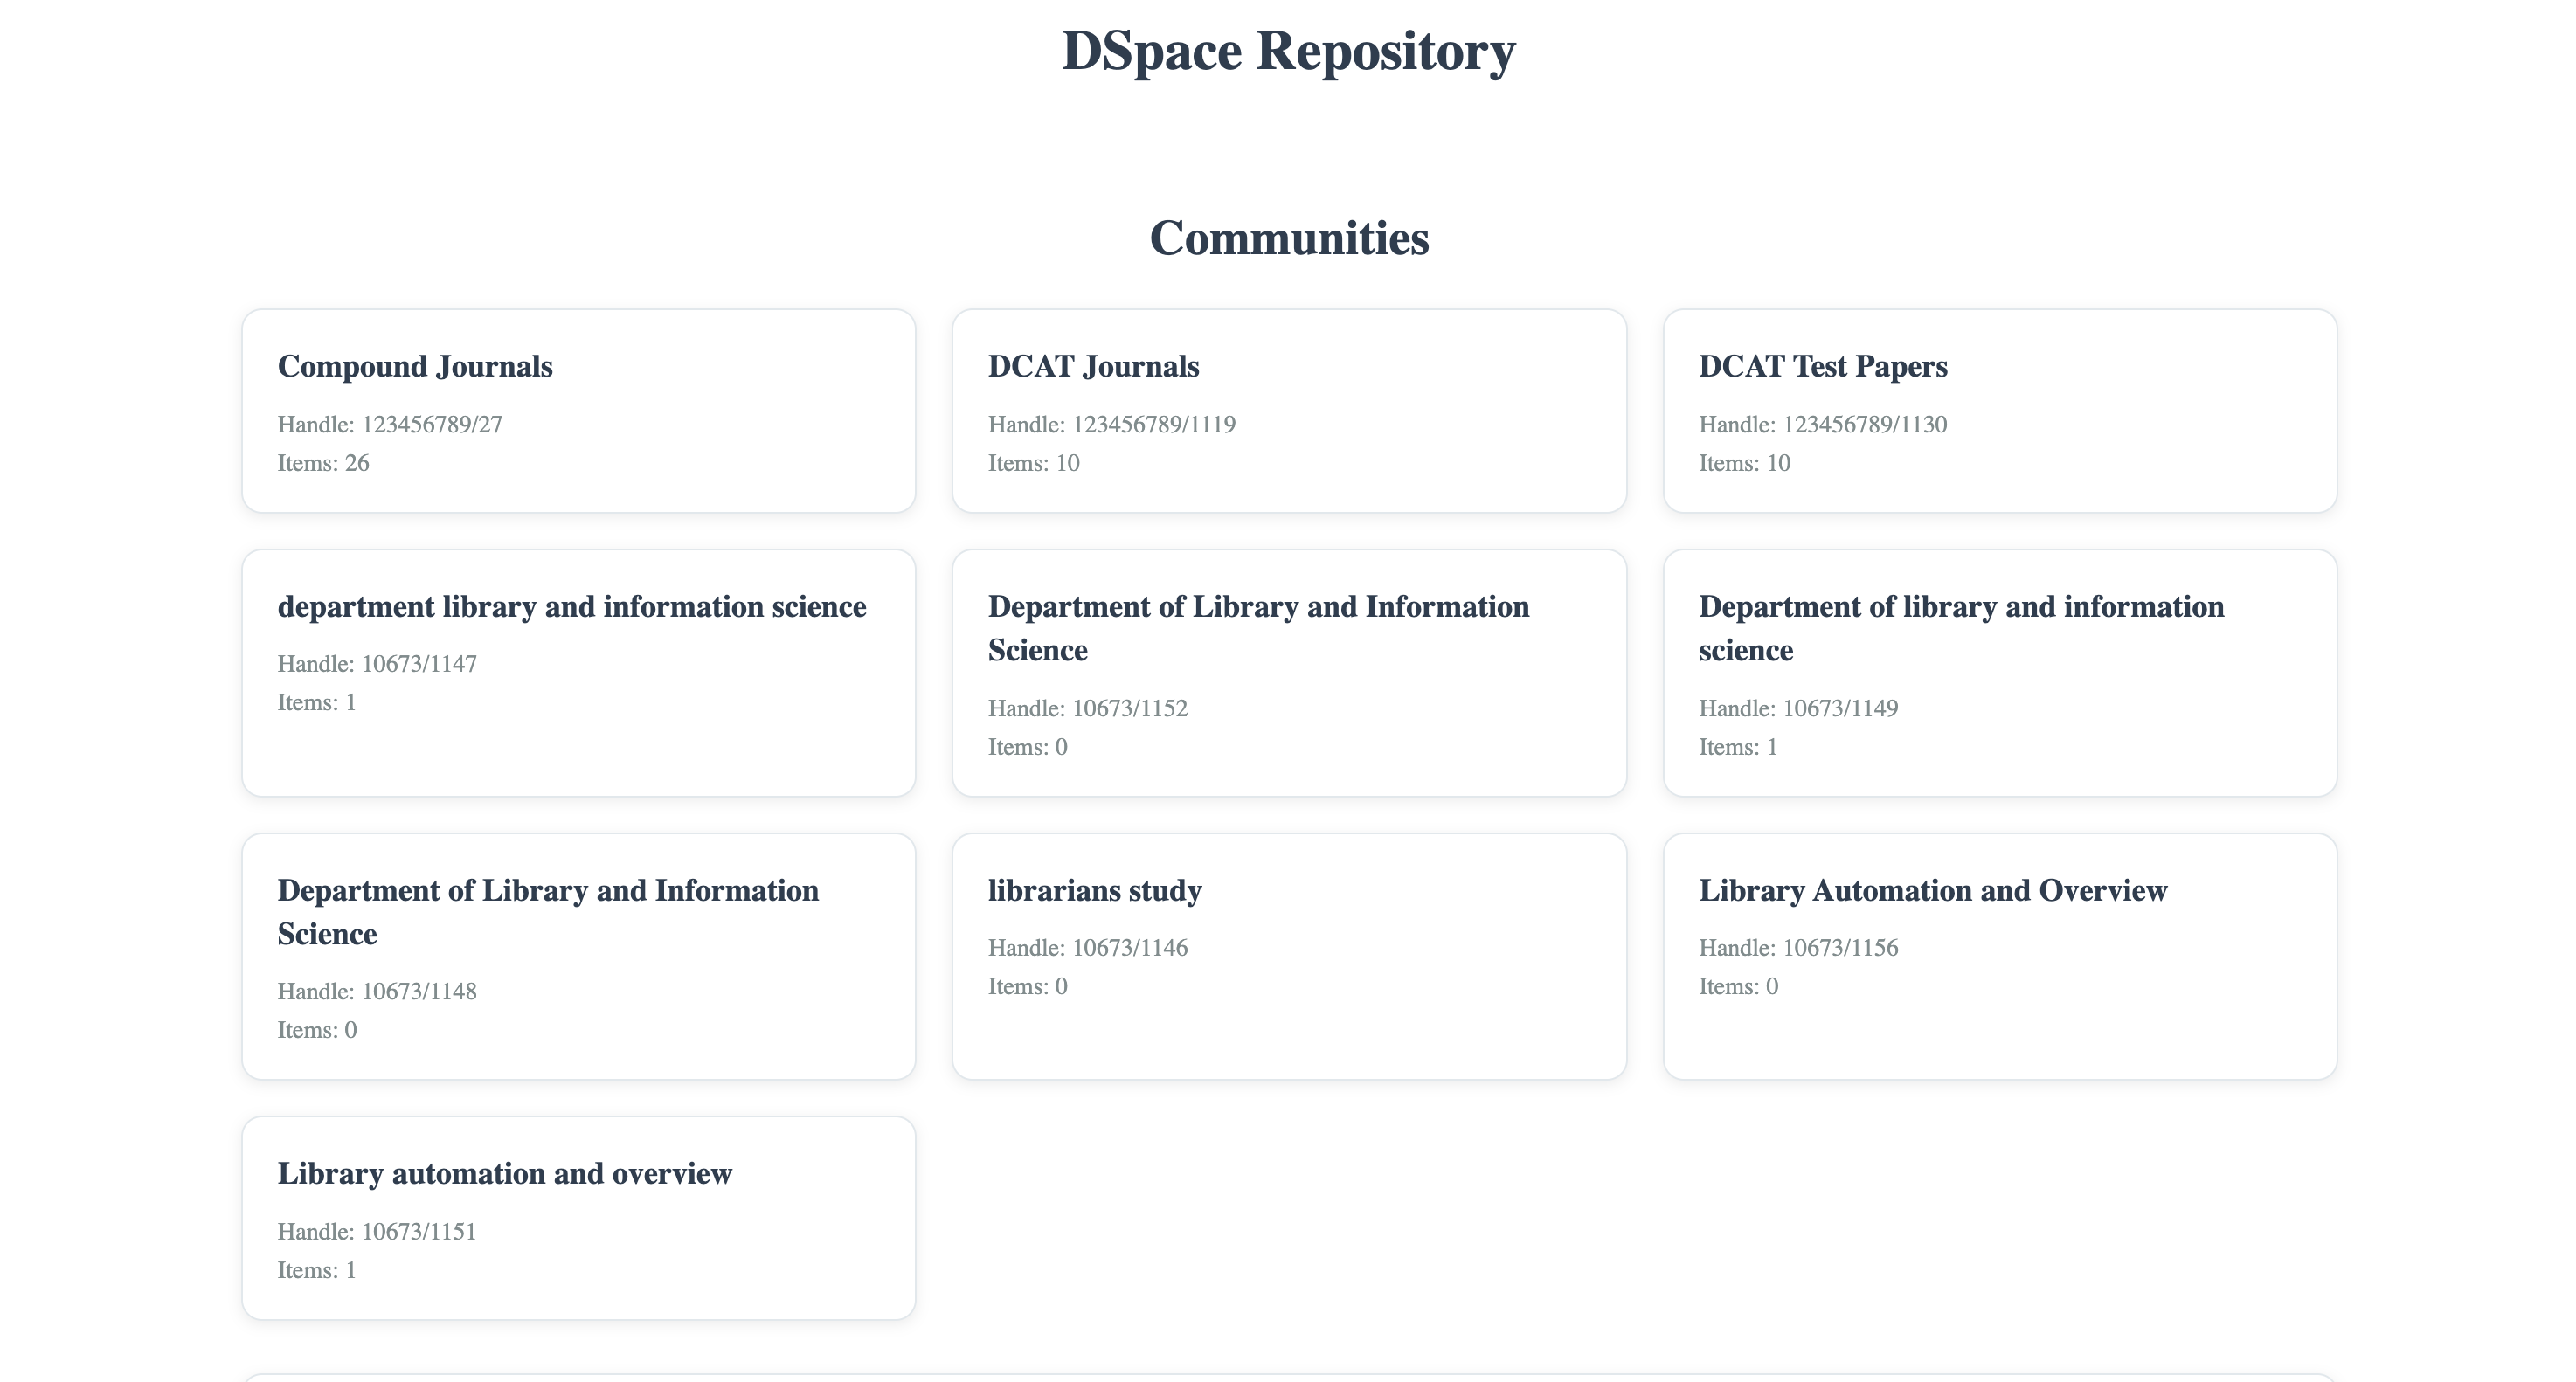 DSpace Repository
Communities
Compound Journals
Handle: 123456789/27
Items: 26
DCAT Journals
Handle: 123456789/1119
Items: 10
DCAT Test Papers
Handle: 123456789/1130
Items: 10
department library and information science
Handle: 10673/1147
Items: 1
Department of Library and Information
Science
Handle: 10673/1152
Items: 0
Department of library and information
science
Handle: 10673/1149
Items: 1
Department of Library and Information
Science
Handle: 10673/1148
Items: 0
librarians study
Handle: 10673/1146
Items: 0
Library Automation and Overview
Handle: 10673/1156
Items: 0
Library automation and overview
Handle: 10673/1151
Items: 1